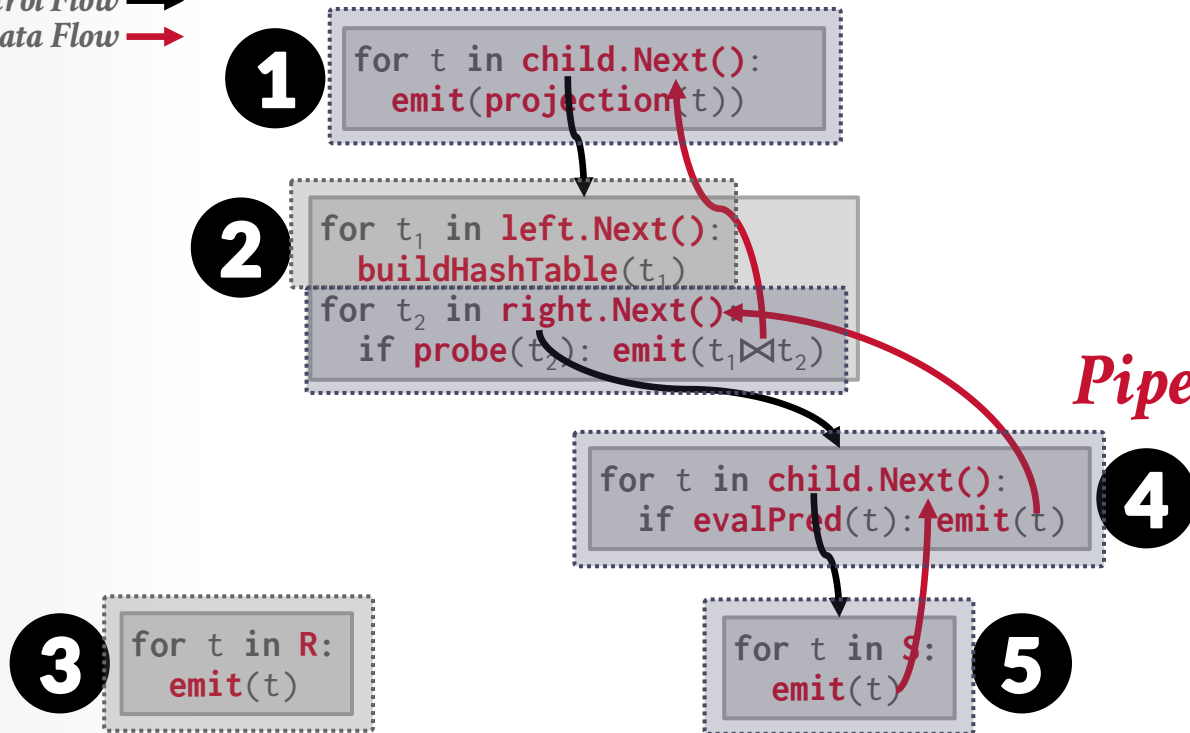 Flow
ata Flow
1
for t in child.Next():
emit(projection(t))
2
for t₁ in left.Next():
buildHashTable(t₁)
for t₂ in right.Next():
if probe(t₂): emit(t₁⨝t₂)
Pipe
for t in child.Next():
if evalPred(t): emit(t)
4
3
for t in R:
emit(t)
for t in S:
emit(t)
5